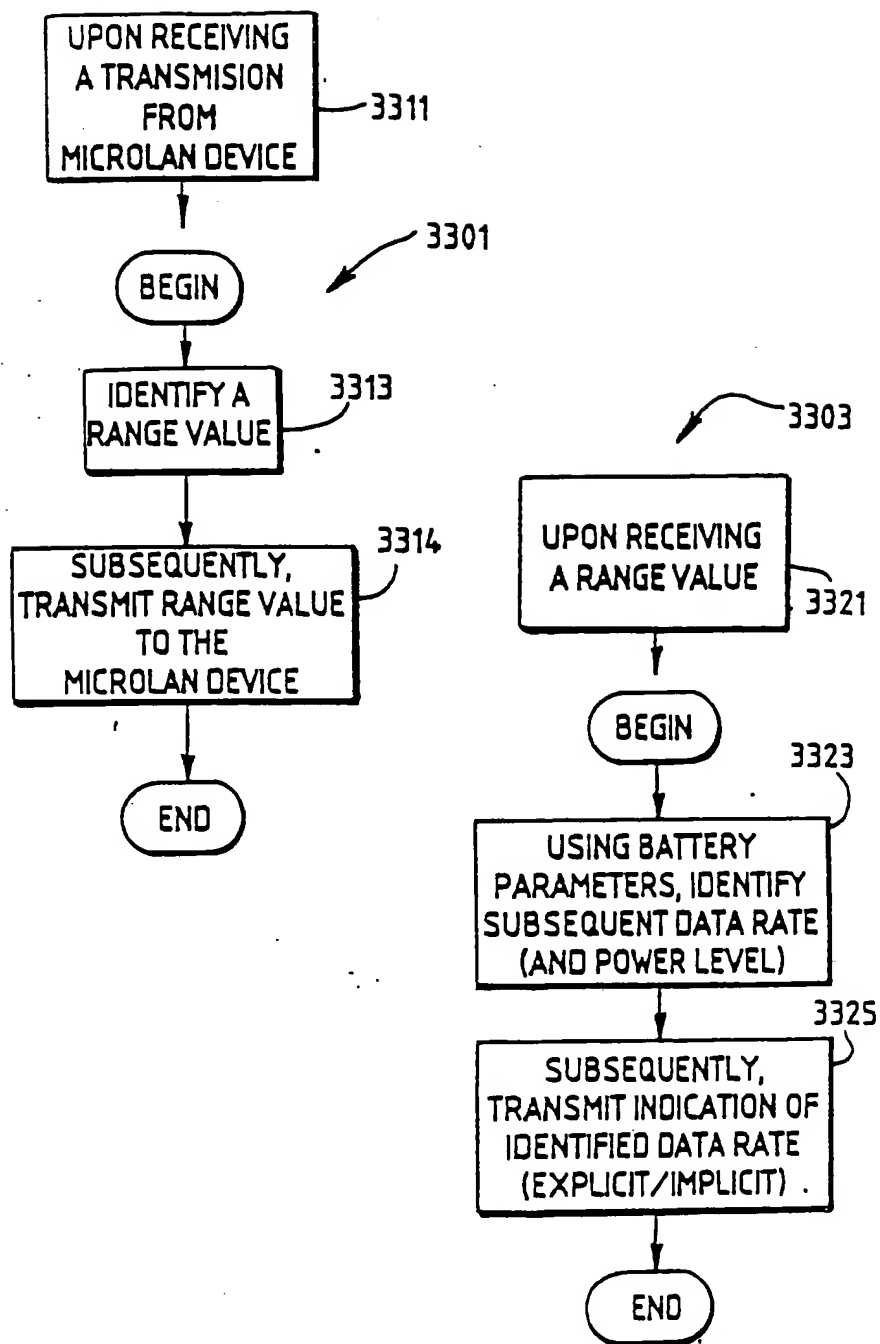 UPON RECEIVING
A TRANSMISION
FROM
MICROLAN DEVICE
3311
3301
BEGIN
IDENTIFY A
RANGE VALUE
3313
SUBSEQUENTLY,
TRANSMIT RANGE VALUE
TO THE
MICROLAN DEVICE
3314
END
3303
UPON RECEIVING
A RANGE VALUE
3321
BEGIN
3323
USING BATTERY
PARAMETERS, IDENTIFY
SUBSEQUENT DATA RATE
(AND POWER LEVEL)
3325
SUBSEQUENTLY,
TRANSMIT INDICATION OF
IDENTIFIED DATA RATE
(EXPLICIT/IMPLICIT)
END